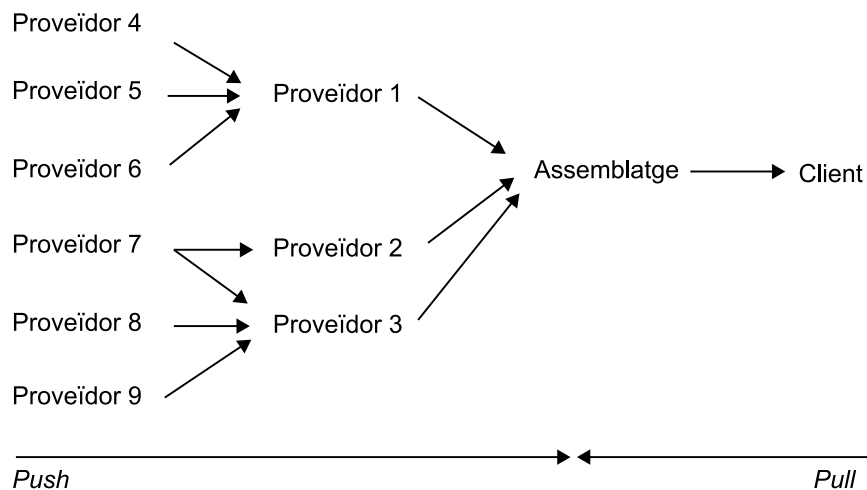 Proveïdor 4
Proveïdor 5
Proveïdor 1
Proveïdor 6
Assemblatge
Client
Proveïdor 7
Proveïdor 2
Proveïdor 8
Proveïdor 3
Proveïdor 9
Push
Pull